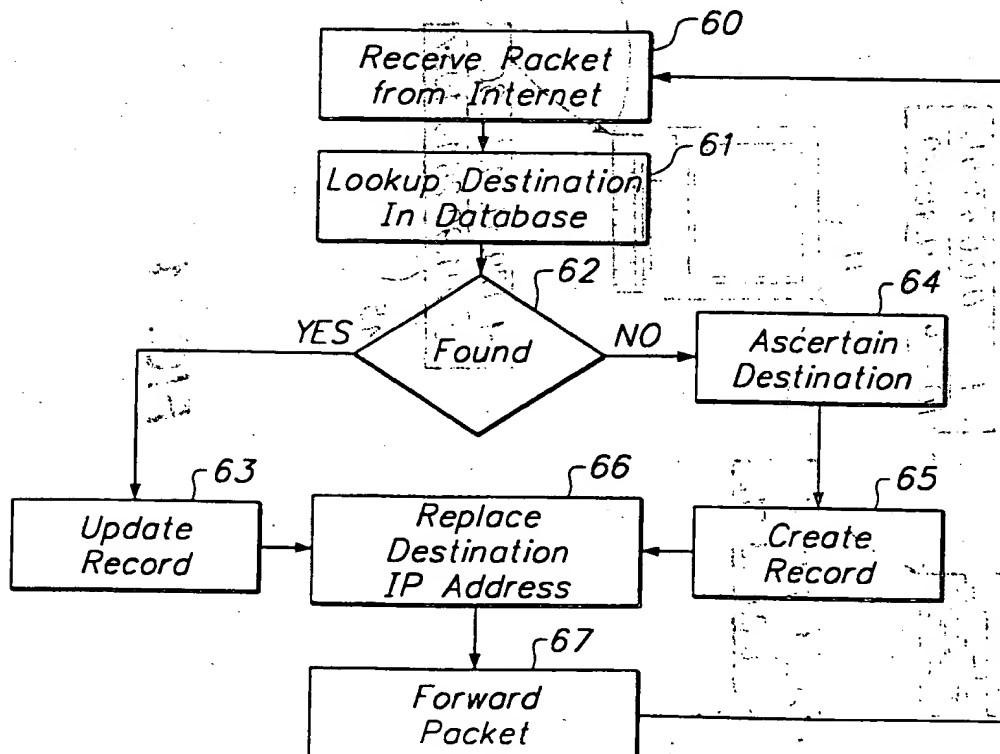 60
Receive Packet
from Internet
61
Lookup Destination
In Database
62
YES
Found
NO
64
Ascertain
Destination
63
Update
Record
66
Replace
Destination
IP Address
65
Create
Record
67
Forward
Packet